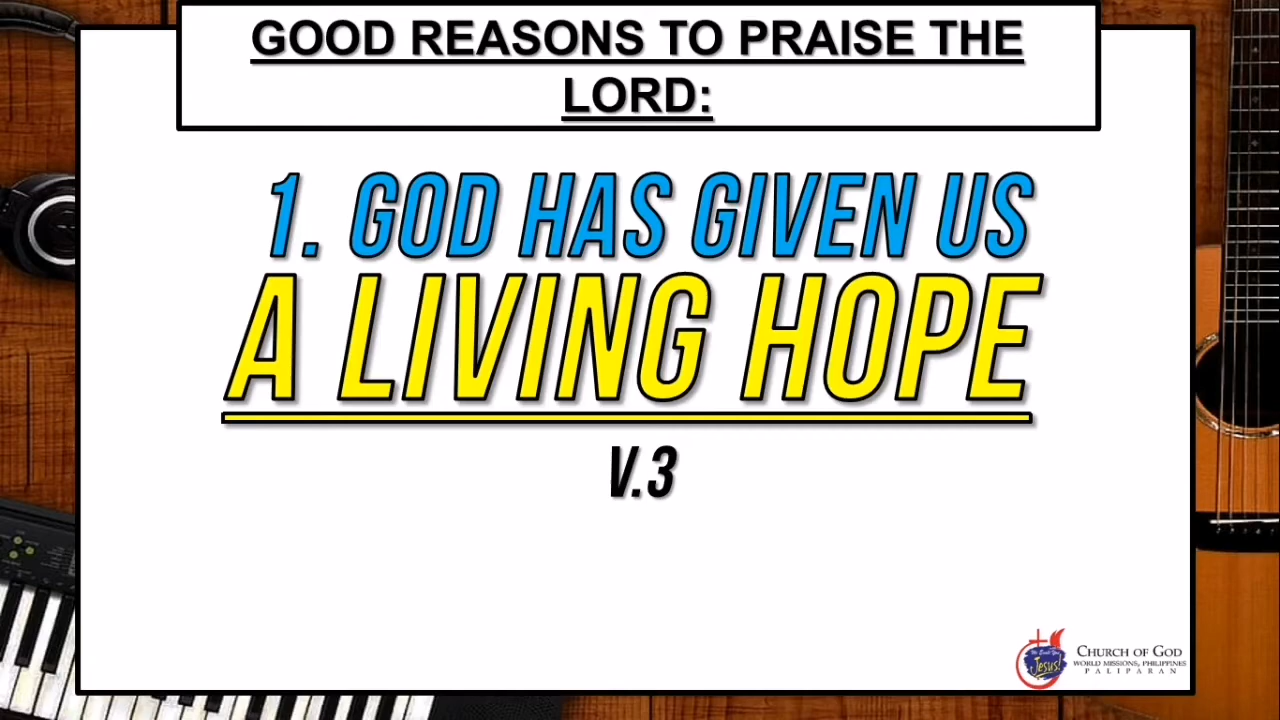 GOOD REASONS TO PRAISE THE
LORD:
1. GOD HAS GIVEN US
A LIVING HOPE
V.3
Jesus!
CHURCH OF GOD
WORLD MISSIONS, PHILIPPINES
PALIPARAN